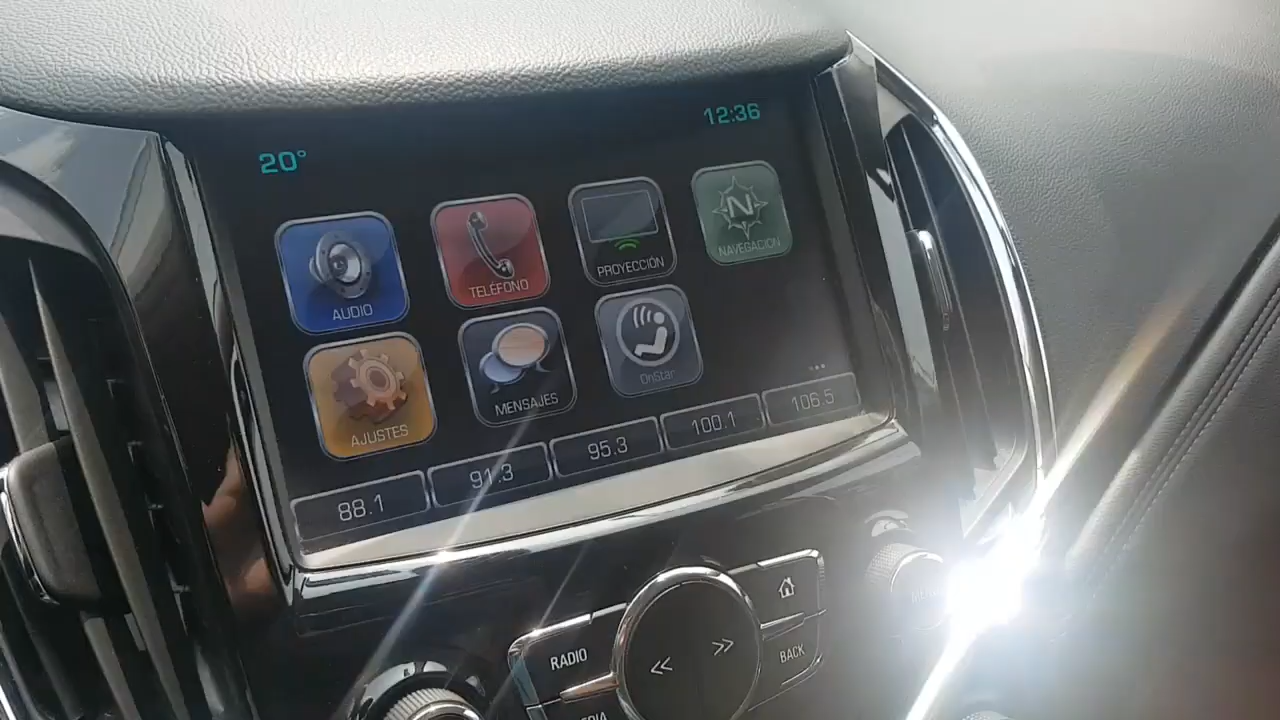 20°
12:36
AUDIO
TELÉFONO
PROYECCIÓN
NAVEGACIÓN
N
AJUSTES
MENSAJES
OnStar
88.1
91.3
95.3
100.1
106.5
RADIO
BACK